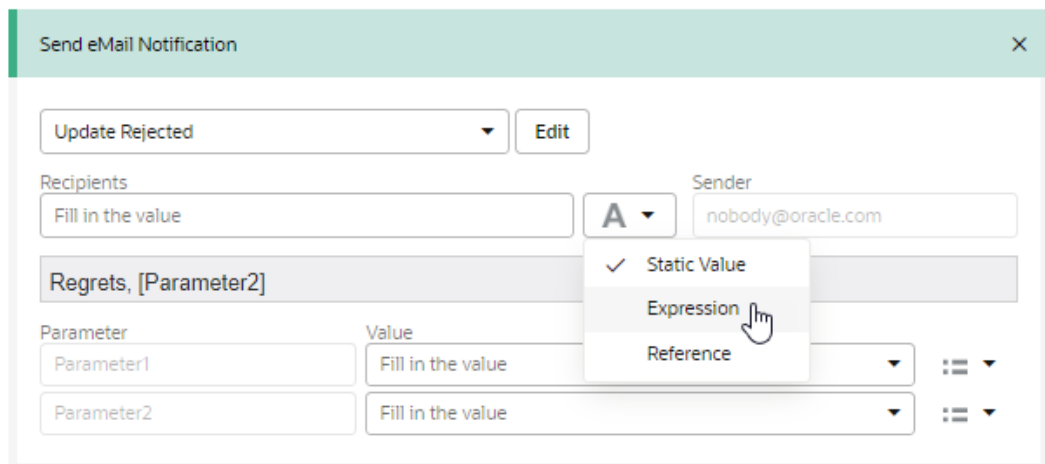 Send eMail Notification
Update Rejected
Edit
Recipients
Sender
Fill in the value
A
nobody@oracle.com
Static Value
Regrets, [Parameter2]
Expression
Reference
Parameter
Value
Parameter1
Fill in the value
Parameter2
Fill in the value